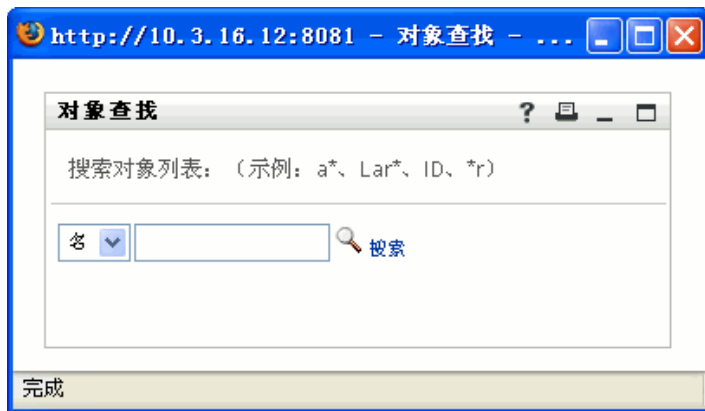 http://10.3.16.12:8081 - 对象查找 - ...
对象查找
搜索对象列表：（示例：a*、Lar*、ID、*r）
名 搜索
完成